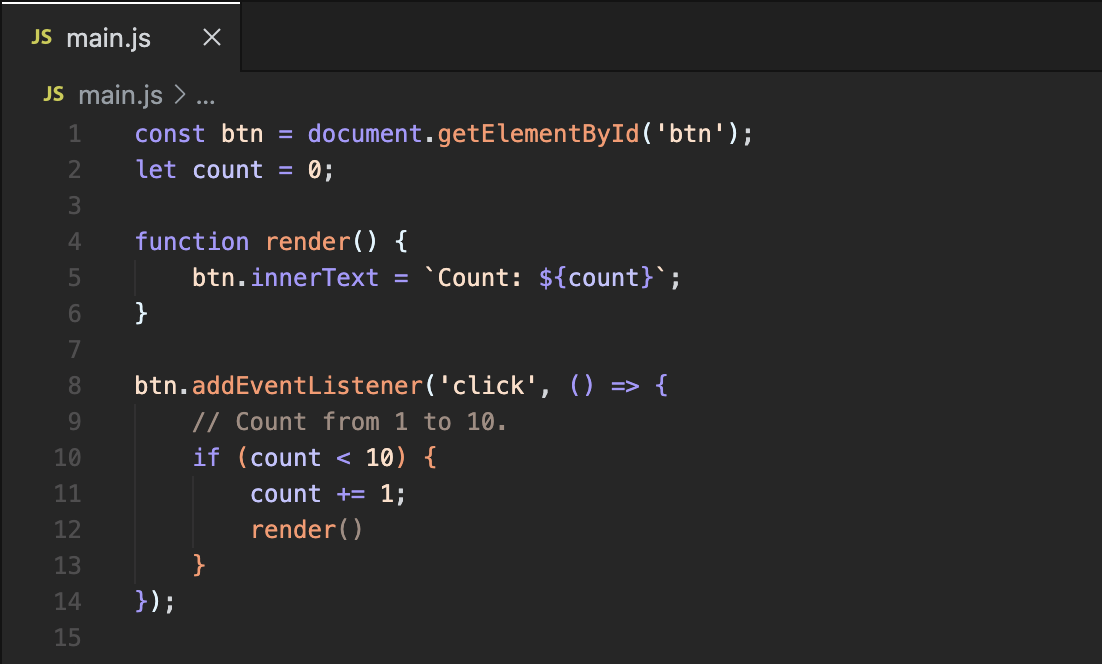 JS main.js ×
JS main.js > ...
1 const btn = document.getElementById('btn');
2 let count = 0;
3
4 function render() {
5     btn.innerText = `Count: ${count}`;
6 }
7
8 btn.addEventListener('click', () => {
9     // Count from 1 to 10.
10     if (count < 10) {
11         count += 1;
12         render()
13     }
14 });
15